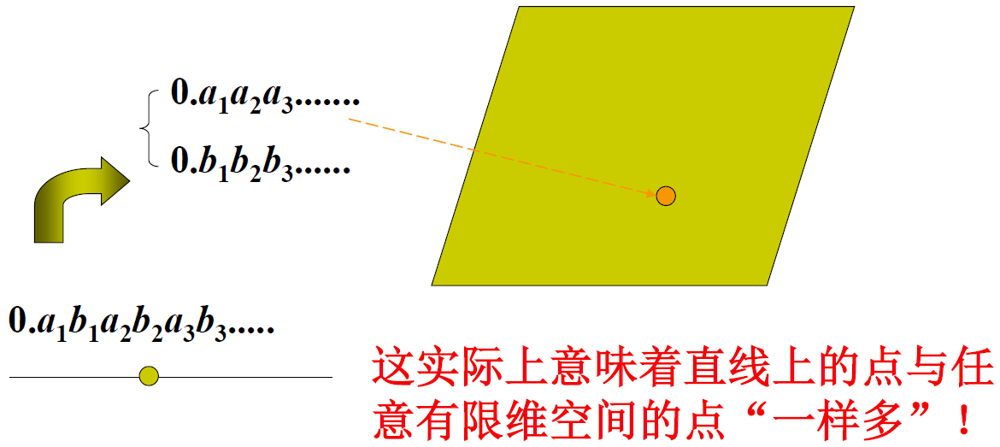 0.a₁a₂a₃.......
0.b₁b₂b₃......
0.a₁b₁a₂b₂a₃b₃.....
这实际上意味着直线上的点与任
意有限维空间的点“一样多”！